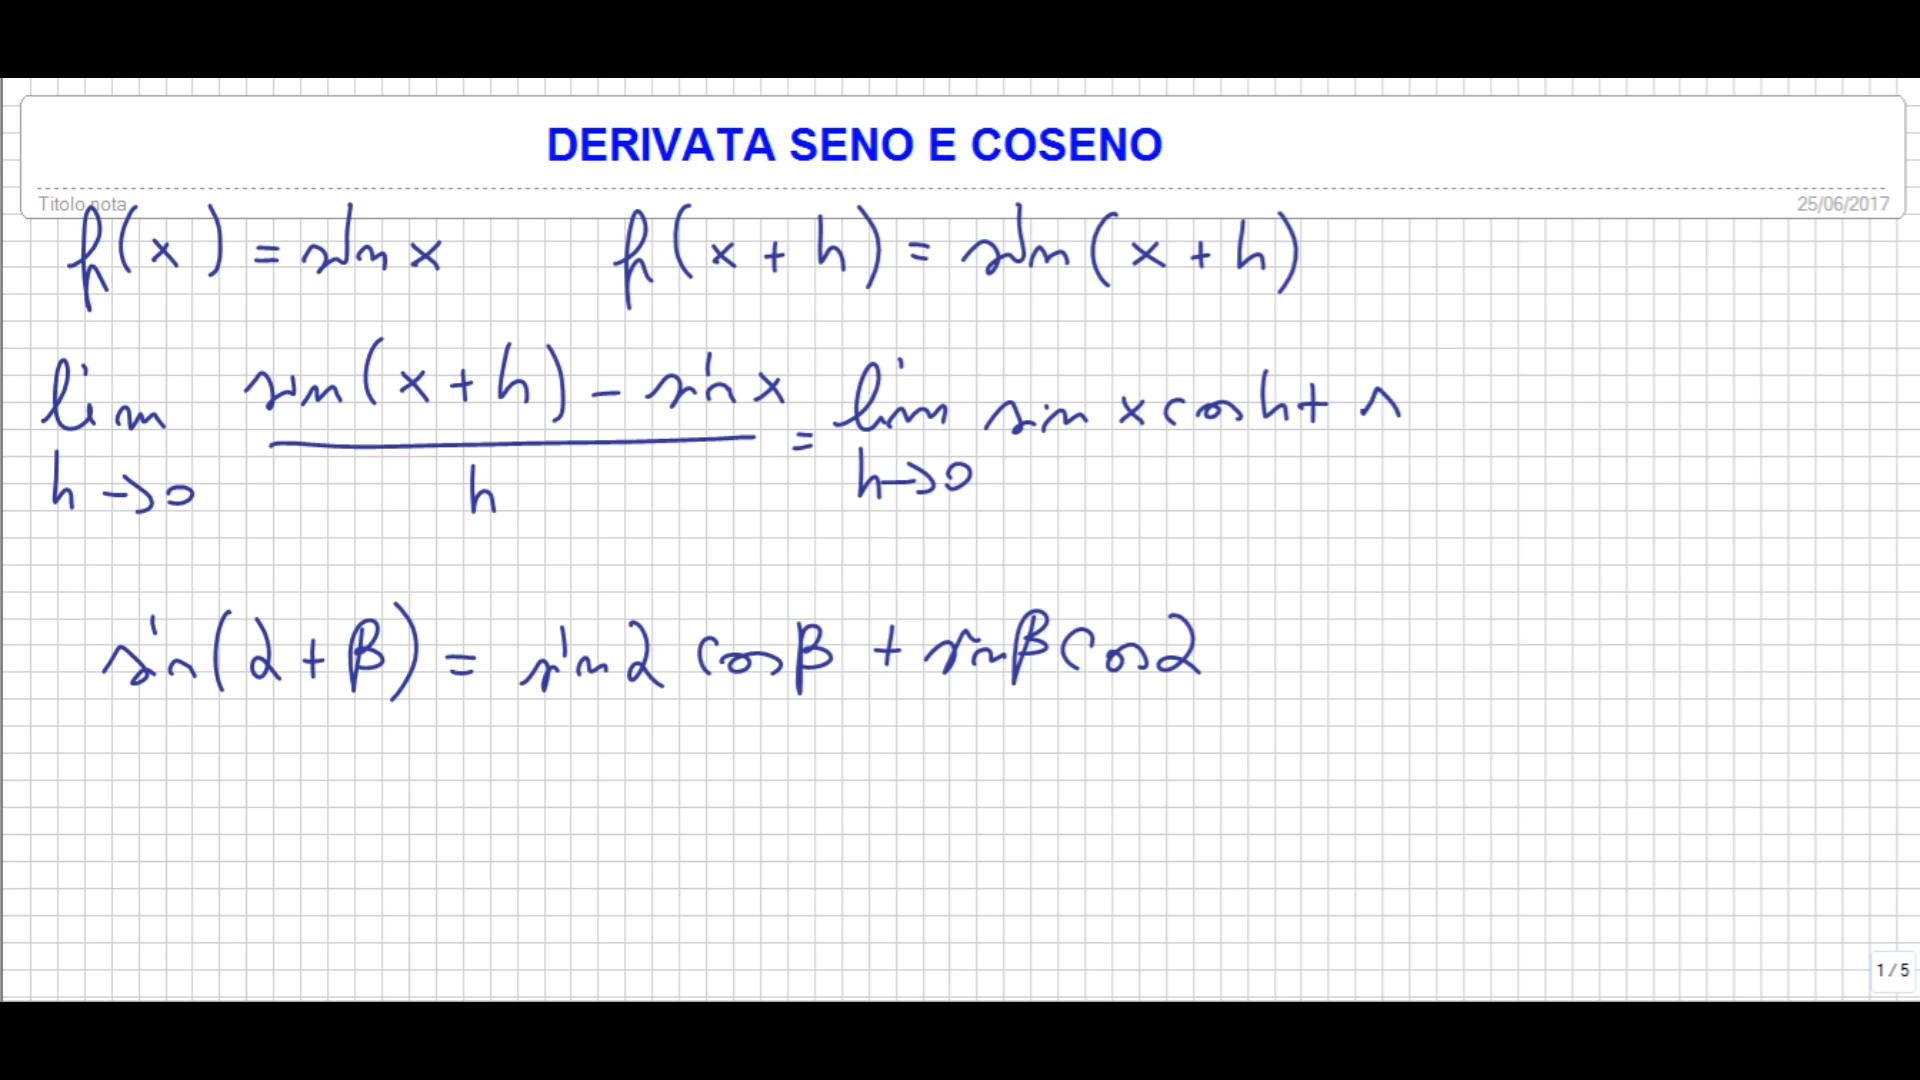 DERIVATA SENO E COSENO
Titolo nota 25/06/2017
f(x) = sin x f(x + h) = sin(x + h)
lim sin(x + h) - sin x = lim sin x cos h + s
h → 0 h h → 0
sin(α + β) = sin α cos β + sin β cos α
1 / 5